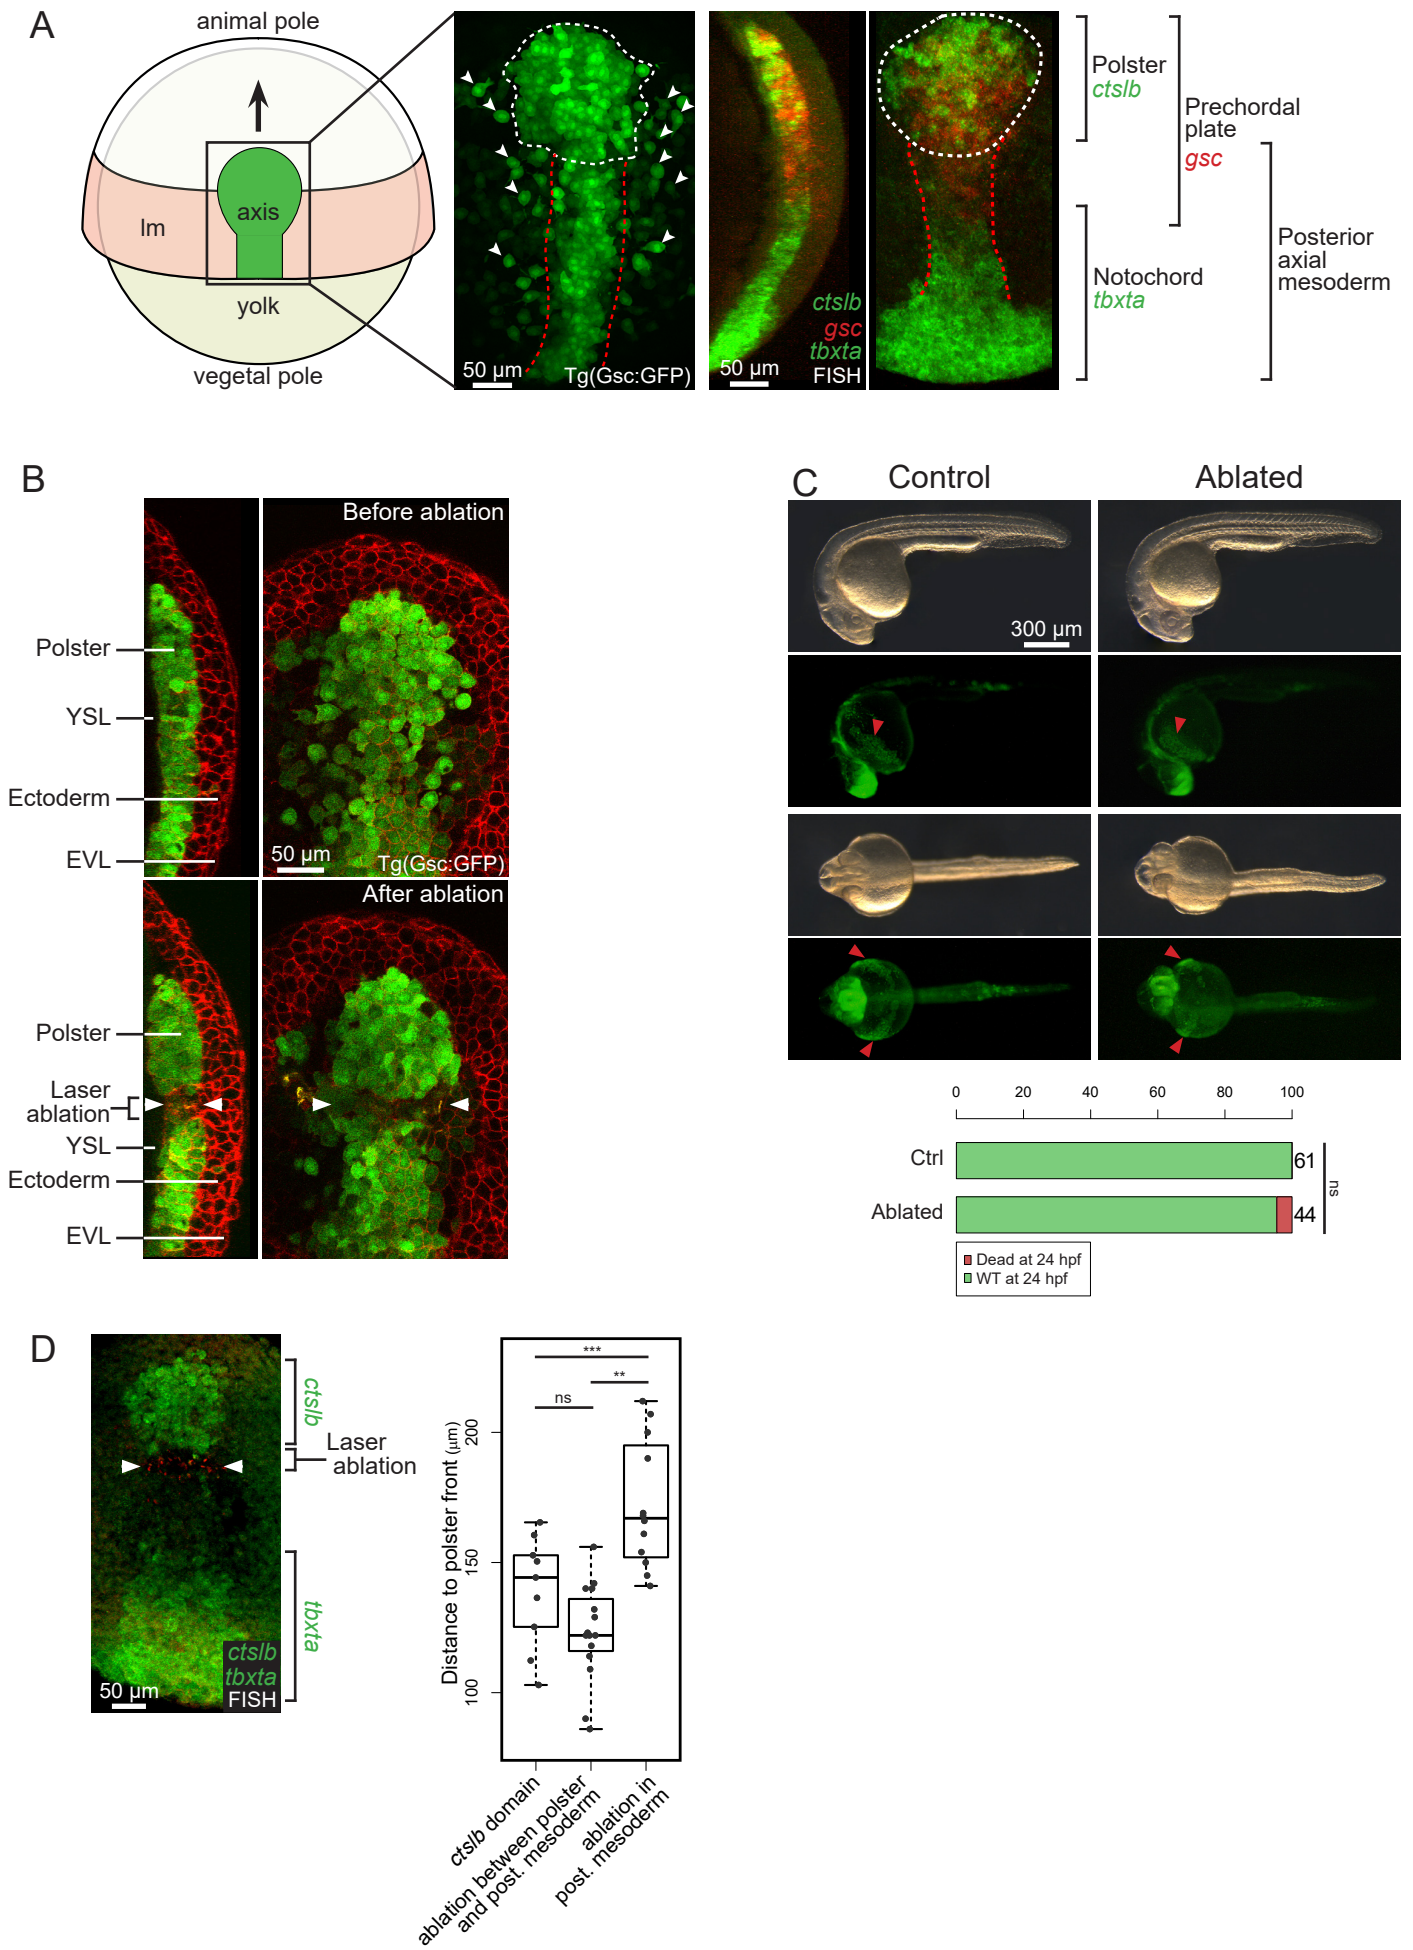 A
animal pole
axis
lm
yolk
vegetal pole
50 µm
Tg(Gsc:GFP)
ctslb
gsc
tbxta
50 µm
FISH
Polster
ctslb
Prechordal
plate
gsc
Notochord
tbxta
Posterior
axial
mesoderm
B
Before ablation
Polster
YSL
Ectoderm
EVL
50 µm
Tg(Gsc:GFP)
After ablation
Polster
Laser
ablation
YSL
Ectoderm
EVL
C
Control
Ablated
300 µm
0 20 40 60 80 100
Ctrl
61
Ablated
44
ns
Dead at 24 hpf
WT at 24 hpf
D
ctslb
Laser
ablation
tbxta
ctslb
tbxta
50 µm
FISH
***
**
ns
Distance to polster front (µm)
200
150
100
ctslb domain
ablation between polster
and post. mesoderm
ablation in
post. mesoderm